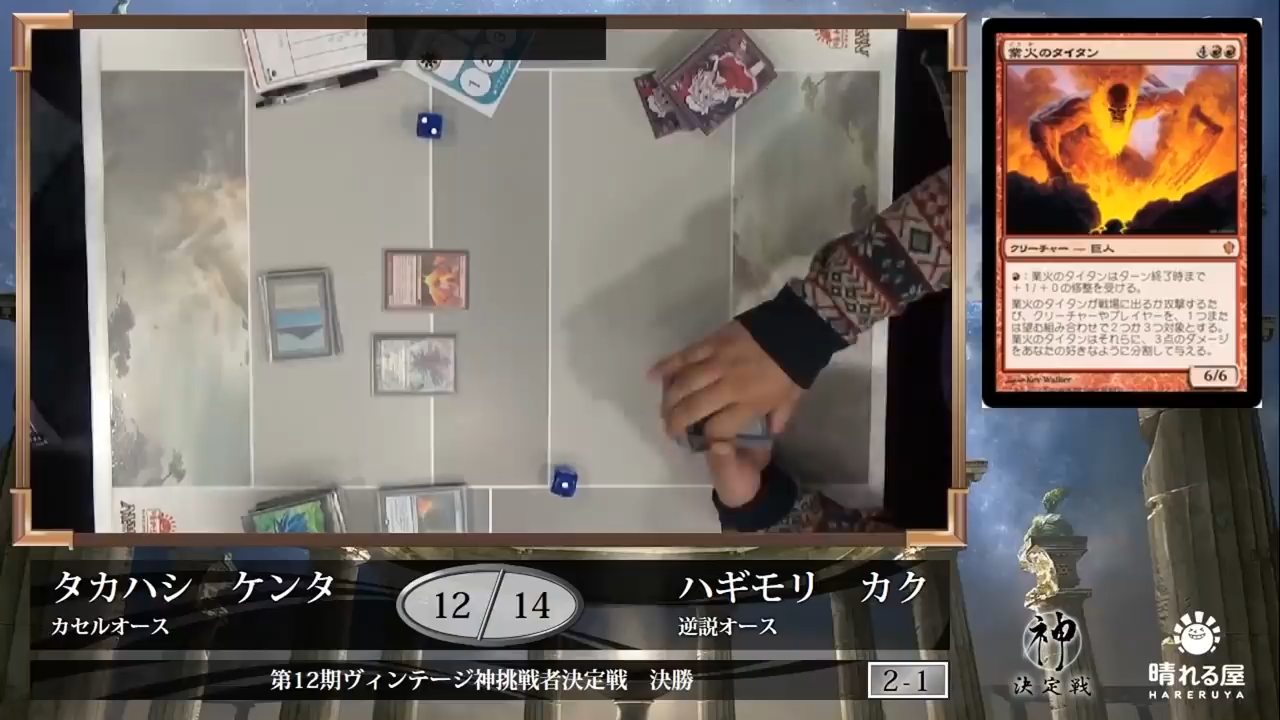 業火のタイタン 4
クリーチャー — 巨人
:業火のタイタンはターン終了時まで
+1/+0の修整を受ける。
業火のタイタンが戦場に出るか攻撃するた
び、クリーチャーやプレイヤーを、1つまた
は望む組み合わせで2つか3つ対象とする。
業火のタイタンはそれらに、3点のダメージ
をあなたの好きなように分割して与える。
Kev Walker
6/6
タカハシ ケンタ
カセルオース
12 / 14
ハギモリ カク
逆説オース
第12期ヴィンテージ神挑戦者決定戦 決勝
2-1
神
決定戦
晴れる屋
HARERUYA